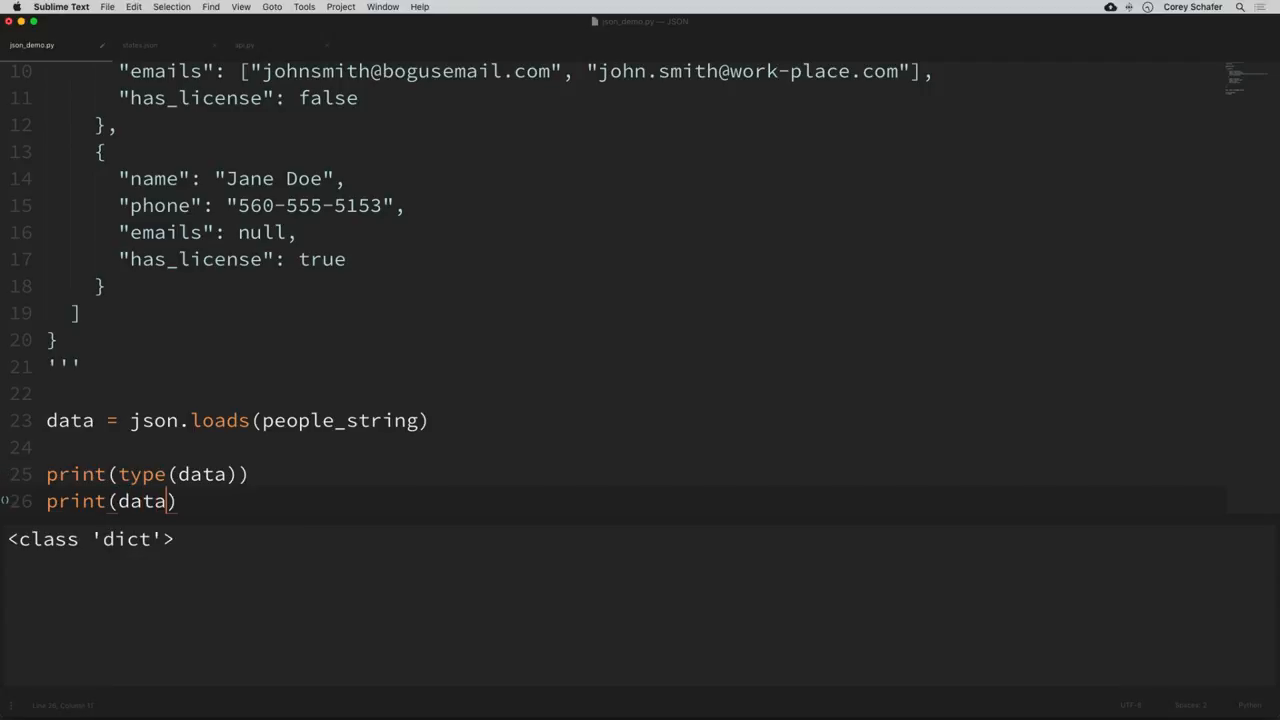 Sublime Text File Edit Selection Find View Goto Tools Project Window Help Corey Schafer
json_demo.py — JSON
json_demo.py states.json api.py
10 "emails": ["johnsmith@bogusemail.com", "john.smith@work-place.com"],
11 "has_license": false
12 },
13 {
14 "name": "Jane Doe",
15 "phone": "560-555-5153",
16 "emails": null,
17 "has_license": true
18 }
19 ]
20 }
21 '''
22
23 data = json.loads(people_string)
24
25 print(type(data))
26 print(data)
<class 'dict'>
Line 26, Column 11 UTF-8 Spaces: 2 Python